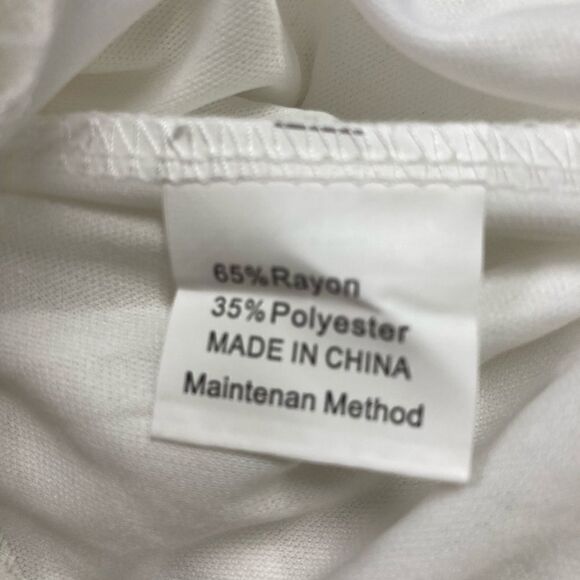 65%Rayon
35%Polyester
MADE IN CHINA
Maintenan Method